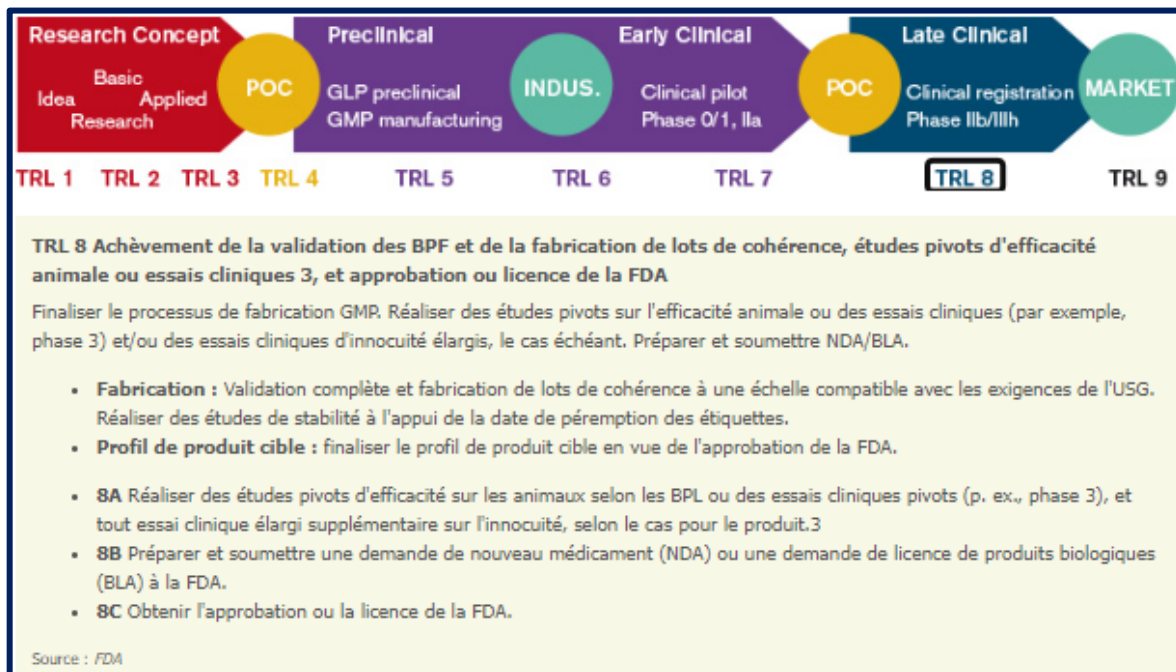 Research Concept
Preclinical
Early Clinical
Late Clinical
Idea
Basic
Applied
Research
POC
GLP preclinical
GMP manufacturing
INDUS.
Clinical pilot
Phase 0/1, IIa
POC
Clinical registration
Phase IIb/IIIh
MARKET
TRL 1 TRL 2 TRL 3 TRL 4 TRL 5 TRL 6 TRL 7 TRL 8 TRL 9
TRL 8 Achèvement de la validation des BPF et de la fabrication de lots de cohérence, études pivots d'efficacité
animale ou essais cliniques 3, et approbation ou licence de la FDA
Finaliser le processus de fabrication GMP. Réaliser des études pivots sur l'efficacité animale ou des essais cliniques (par exemple,
phase 3) et/ou des essais cliniques d'innocuité élargis, le cas échéant. Préparer et soumettre NDA/BLA.
• Fabrication : Validation complète et fabrication de lots de cohérence à une échelle compatible avec les exigences de l'USG.
Réaliser des études de stabilité à l'appui de la date de péremption des étiquettes.
• Profil de produit cible : finaliser le profil de produit cible en vue de l'approbation de la FDA.
• 8A Réaliser des études pivots d'efficacité sur les animaux selon les BPL ou des essais cliniques pivots (p. ex., phase 3), et
tout essai clinique élargi supplémentaire sur l'innocuité, selon le cas pour le produit.3
• 8B Préparer et soumettre une demande de nouveau médicament (NDA) ou une demande de licence de produits biologiques
(BLA) à la FDA.
• 8C Obtenir l'approbation ou la licence de la FDA.
Source : FDA